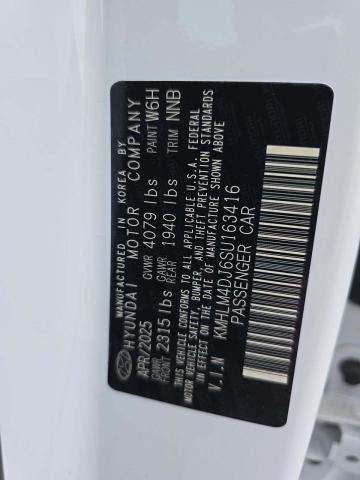 MANUFACTURED IN KOREA BY
HYUNDAI MOTOR COMPANY
APR/2025 GVWR 4079 lbs PAINT W6H
GAWR FRONT 2315 lbs GAWR REAR 1940 lbs TRIM NNB
THIS VEHICLE CONFORMS TO ALL APPLICABLE U.S.A. FEDERAL
MOTOR VEHICLE SAFETY, BUMPER, AND THEFT PREVENTION STANDARDS
IN EFFECT ON THE DATE OF MANUFACTURE SHOWN ABOVE
V.I.N KMHLM4DJ6SU163416
PASSENGER CAR